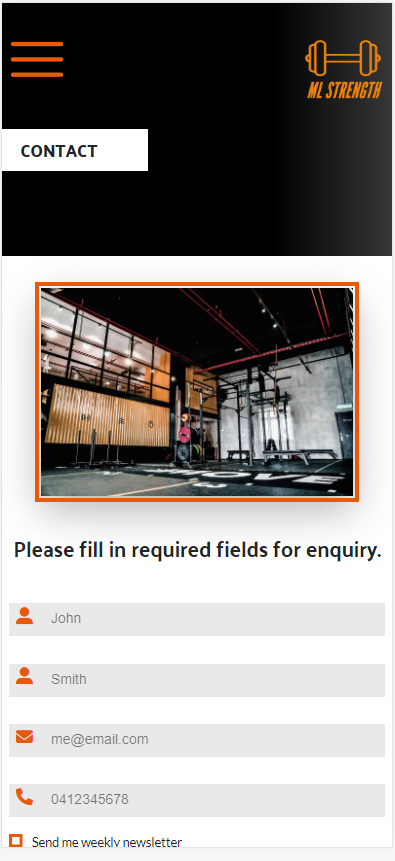 ML STRENGTH
CONTACT
OVE
Please fill in required fields for enquiry.
John
Smith
me@email.com
0412345678
Send me weekly newsletter